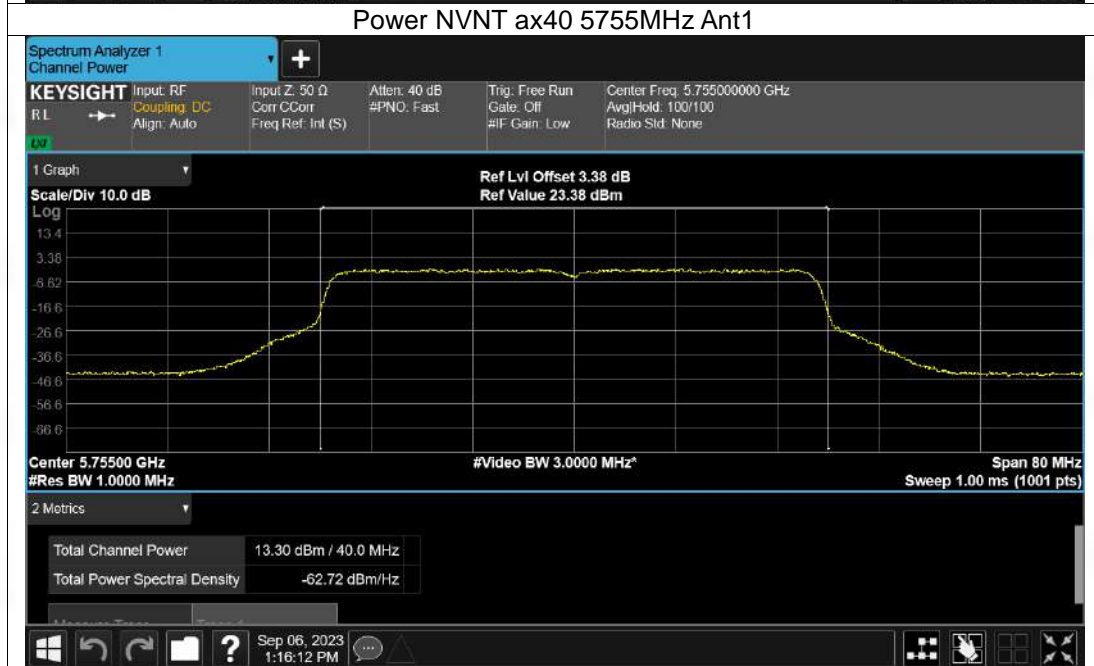 Power NVNT ax40 5755MHz Ant1
Spectrum Analyzer 1
Channel Power
+
KEYSIGHT Input: RF Input Z: 50 Ω Atten: 40 dB Trig: Free Run Center Freq: 5.755000000 GHz
RL Coupling: DC Corr CCorr #PNO: Fast Gate: Off Avg|Hold: 100/100
Align: Auto Freq Ref: Int (S) #IF Gain: Low Radio Std: None
LXI
1 Graph Ref Lvl Offset 3.38 dB
Scale/Div 10.0 dB Ref Value 23.38 dBm
Log
13.4
3.38
-6.62
-16.6
-26.6
-36.6
-46.6
-56.6
-66.6
Center 5.75500 GHz #Video BW 3.0000 MHz* Span 80 MHz
#Res BW 1.0000 MHz Sweep 1.00 ms (1001 pts)
2 Metrics
Total Channel Power 13.30 dBm / 40.0 MHz
Total Power Spectral Density -62.72 dBm/Hz
? Sep 06, 2023
1:16:12 PM